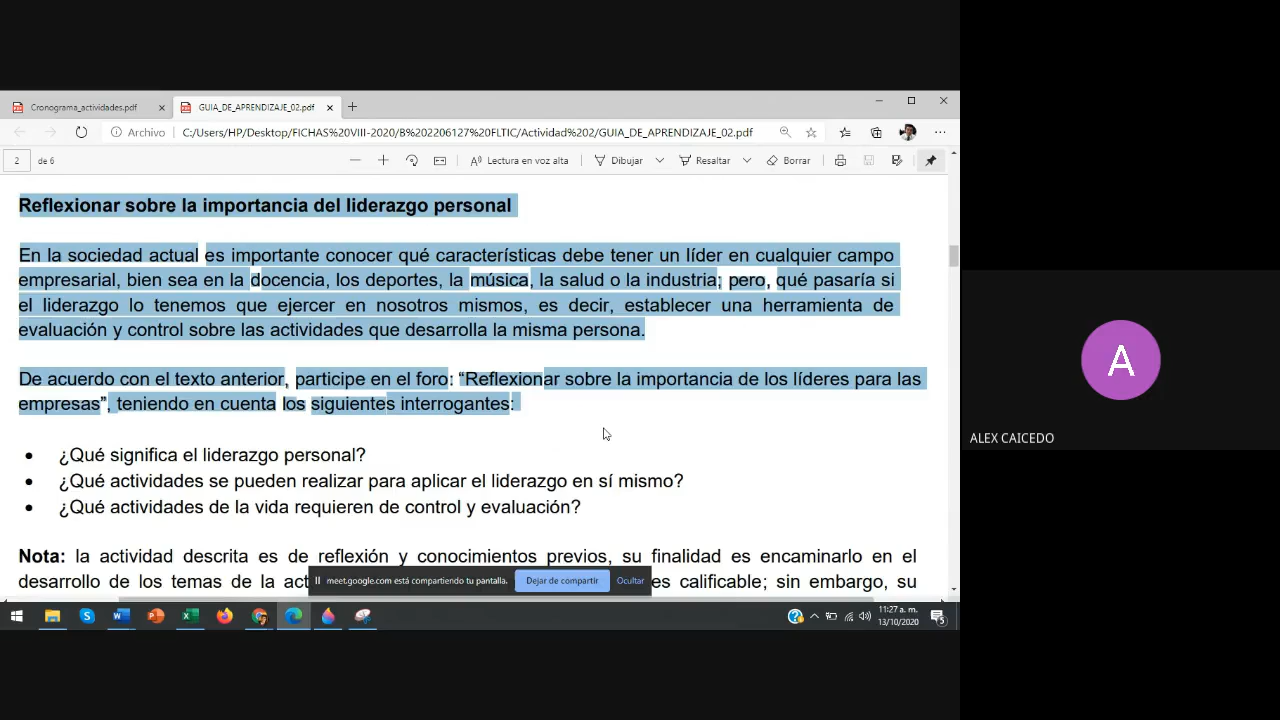 Cronograma_actividades.pdf
GUIA_DE_APRENDIZAJE_02.pdf
Archivo
C:/Users/HP/Desktop/FICHAS%20VIII-2020/B%202206127%20FLTIC/Actividad%202/GUIA_DE_APRENDIZAJE_02.pdf
2 de 6
Lectura en voz alta
Dibujar
Resaltar
Borrar
Reflexionar sobre la importancia del liderazgo personal
En la sociedad actual es importante conocer qué características debe tener un líder en cualquier campo
empresarial, bien sea en la docencia, los deportes, la música, la salud o la industria; pero, qué pasaría si
el liderazgo lo tenemos que ejercer en nosotros mismos, es decir, establecer una herramienta de
evaluación y control sobre las actividades que desarrolla la misma persona.
De acuerdo con el texto anterior, participe en el foro: “Reflexionar sobre la importancia de los líderes para las
empresas”, teniendo en cuenta los siguientes interrogantes:
• ¿Qué significa el liderazgo personal?
• ¿Qué actividades se pueden realizar para aplicar el liderazgo en sí mismo?
• ¿Qué actividades de la vida requieren de control y evaluación?
Nota: la actividad descrita es de reflexión y conocimientos previos, su finalidad es encaminarlo en el
desarrollo de los temas de la act es calificable; sin embargo, su
meet.google.com está compartiendo tu pantalla.
Dejar de compartir
Ocultar
11:27 a. m.
13/10/2020
5
A
ALEX CAICEDO